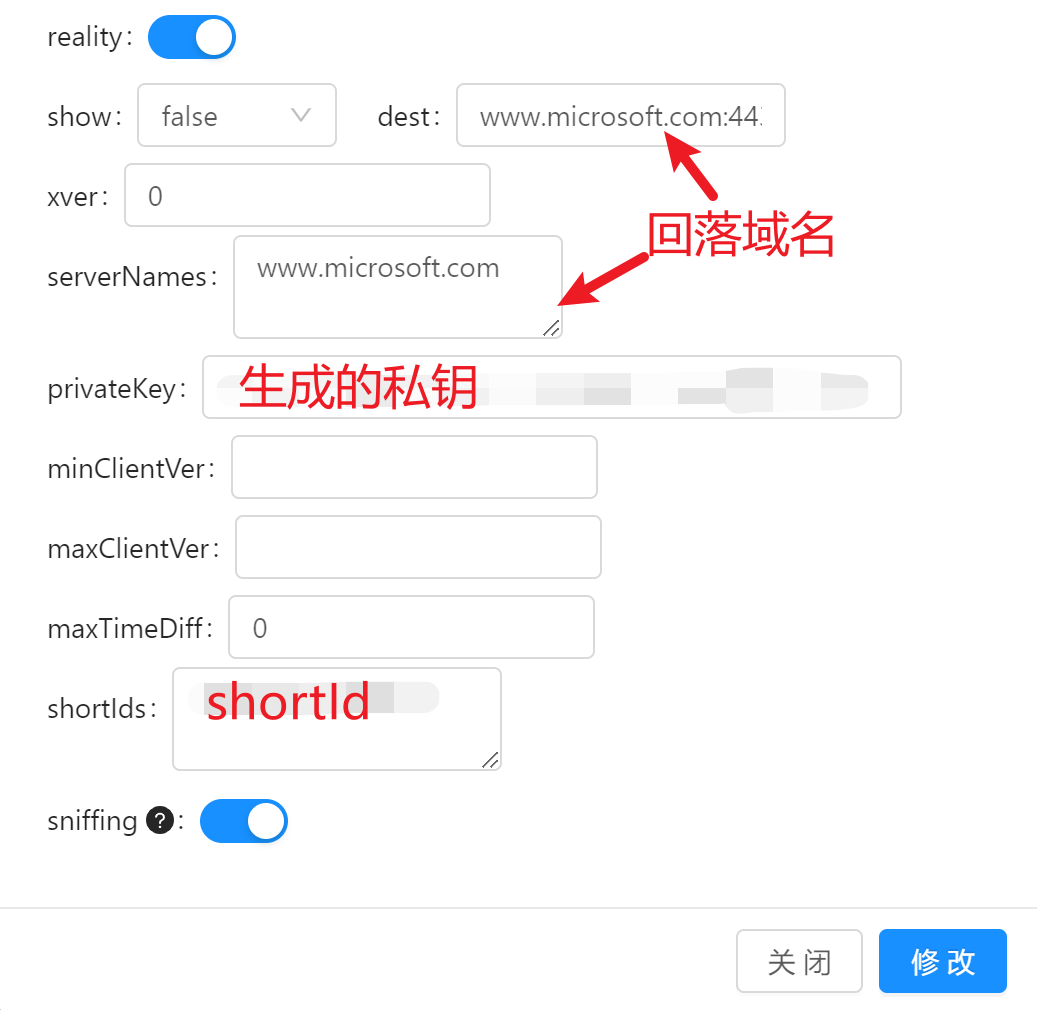 reality:
show: false dest: www.microsoft.com:44
xver: 0
回落域名
serverNames: www.microsoft.com
privateKey: 生成的私钥
minClientVer:
maxClientVer:
maxTimeDiff: 0
shortIds: shortId
sniffing ?:
关闭 修改